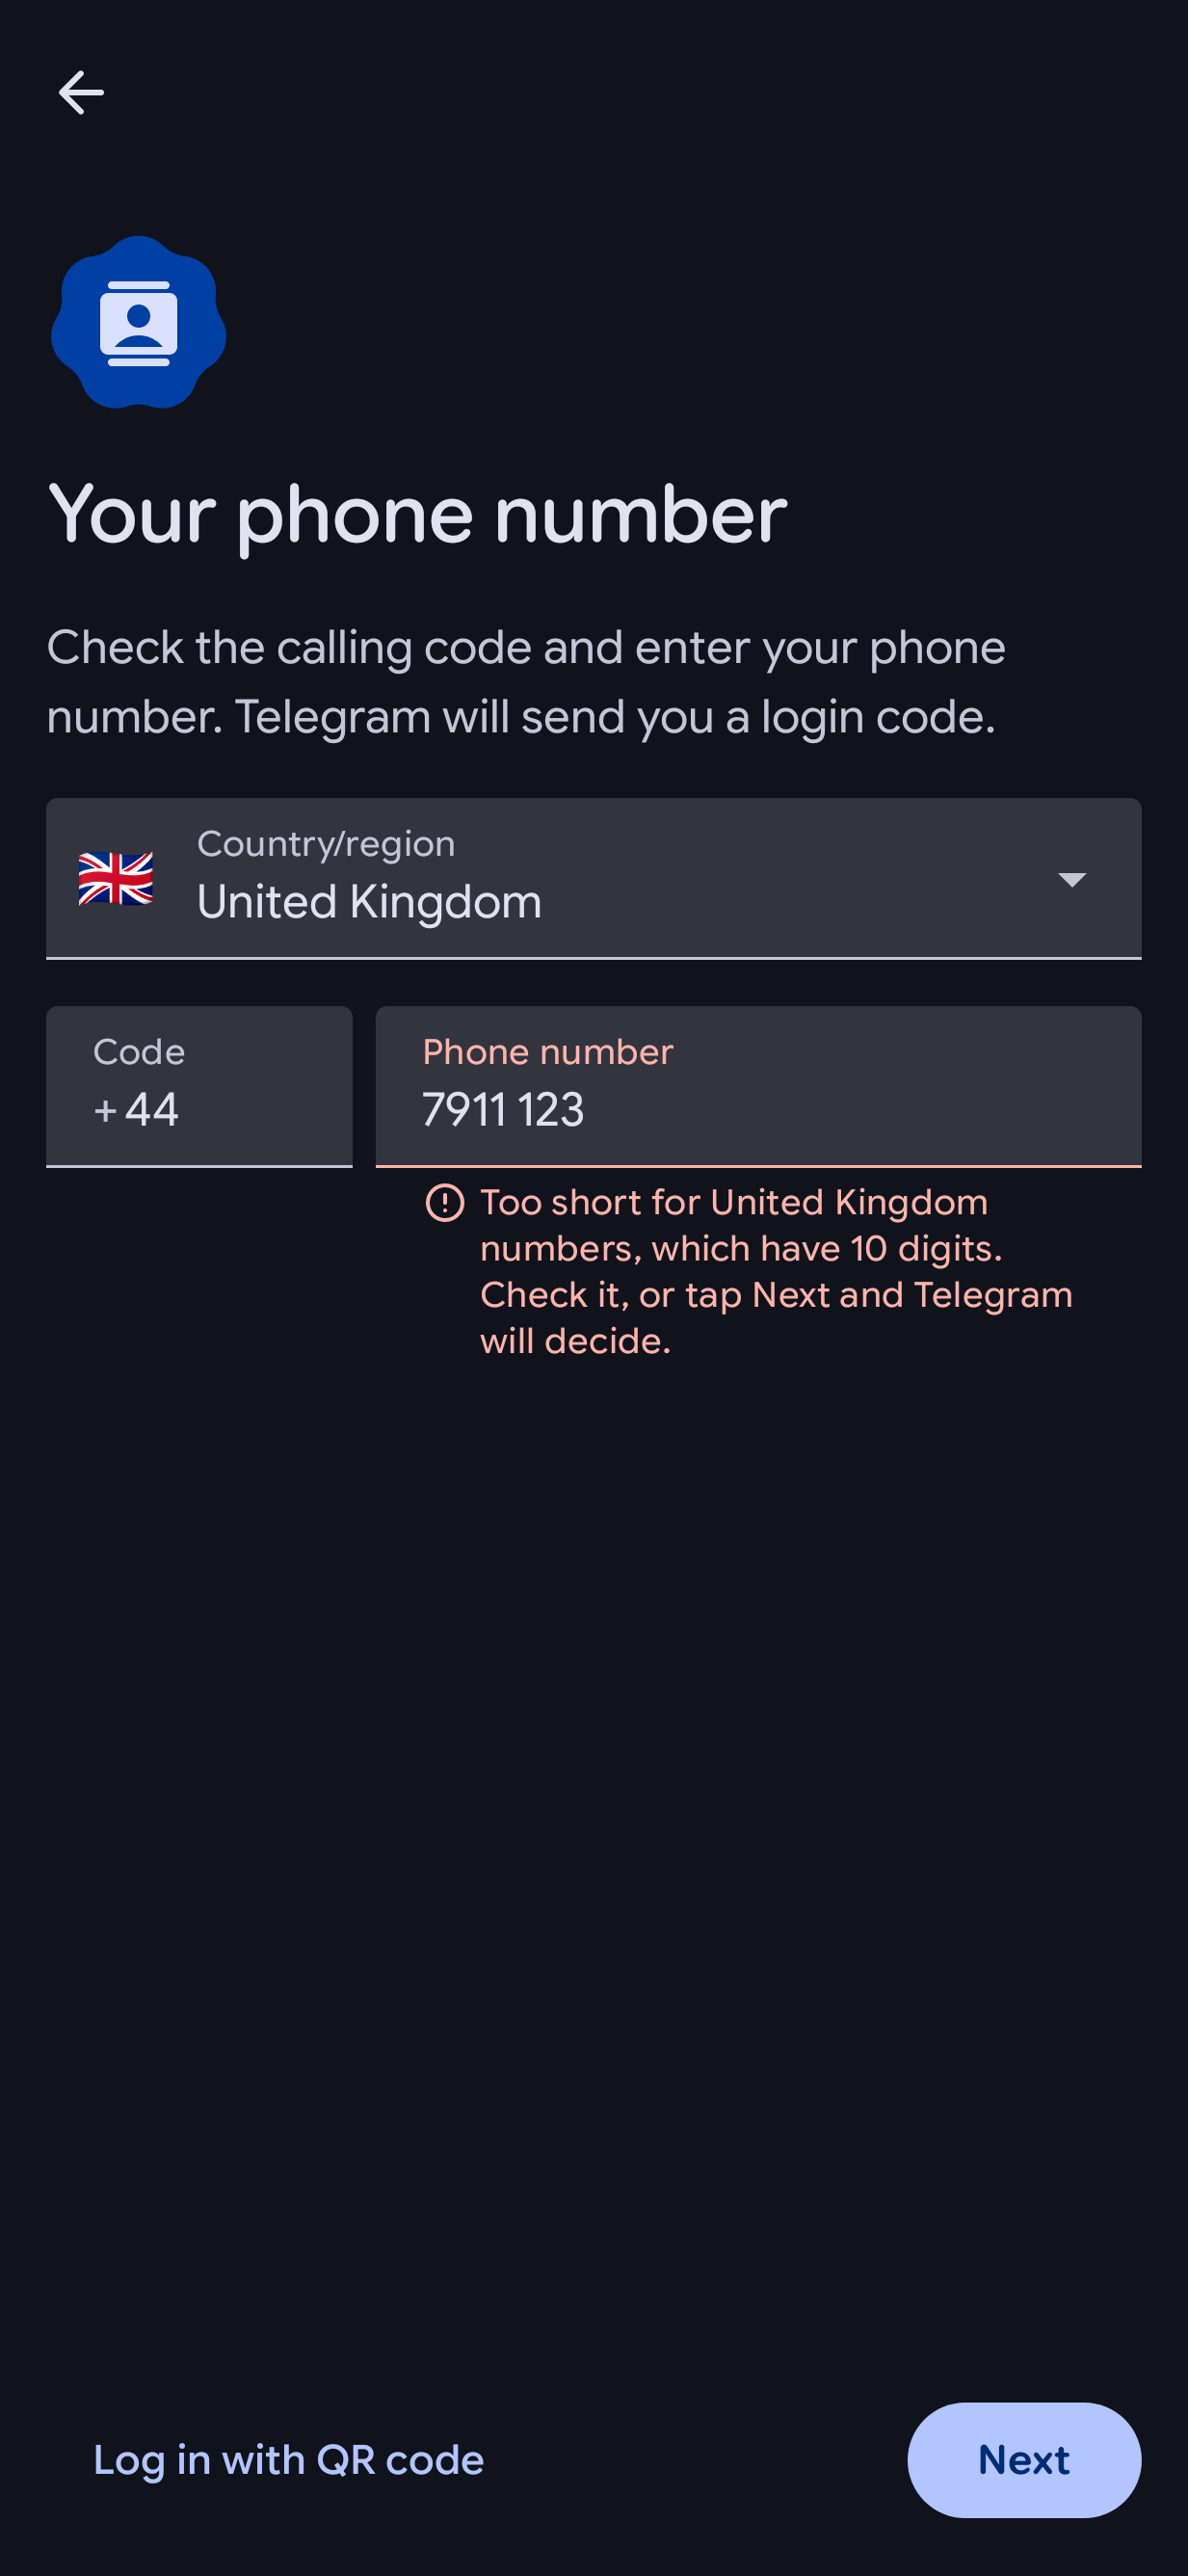 Your phone number
Check the calling code and enter your phone
number. Telegram will send you a login code.
Country/region
United Kingdom
Code
+44
Phone number
7911 123
Too short for United Kingdom
numbers, which have 10 digits.
Check it, or tap Next and Telegram
will decide.
Log in with QR code
Next